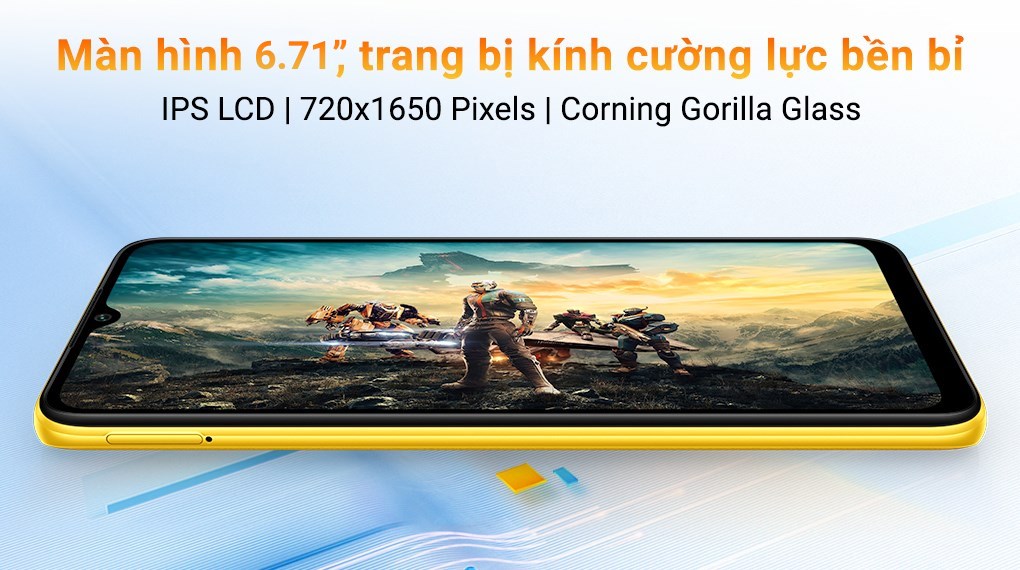 Màn hình 6.71”, trang bị kính cường lực bền bỉ
IPS LCD | 720x1650 Pixels | Corning Gorilla Glass